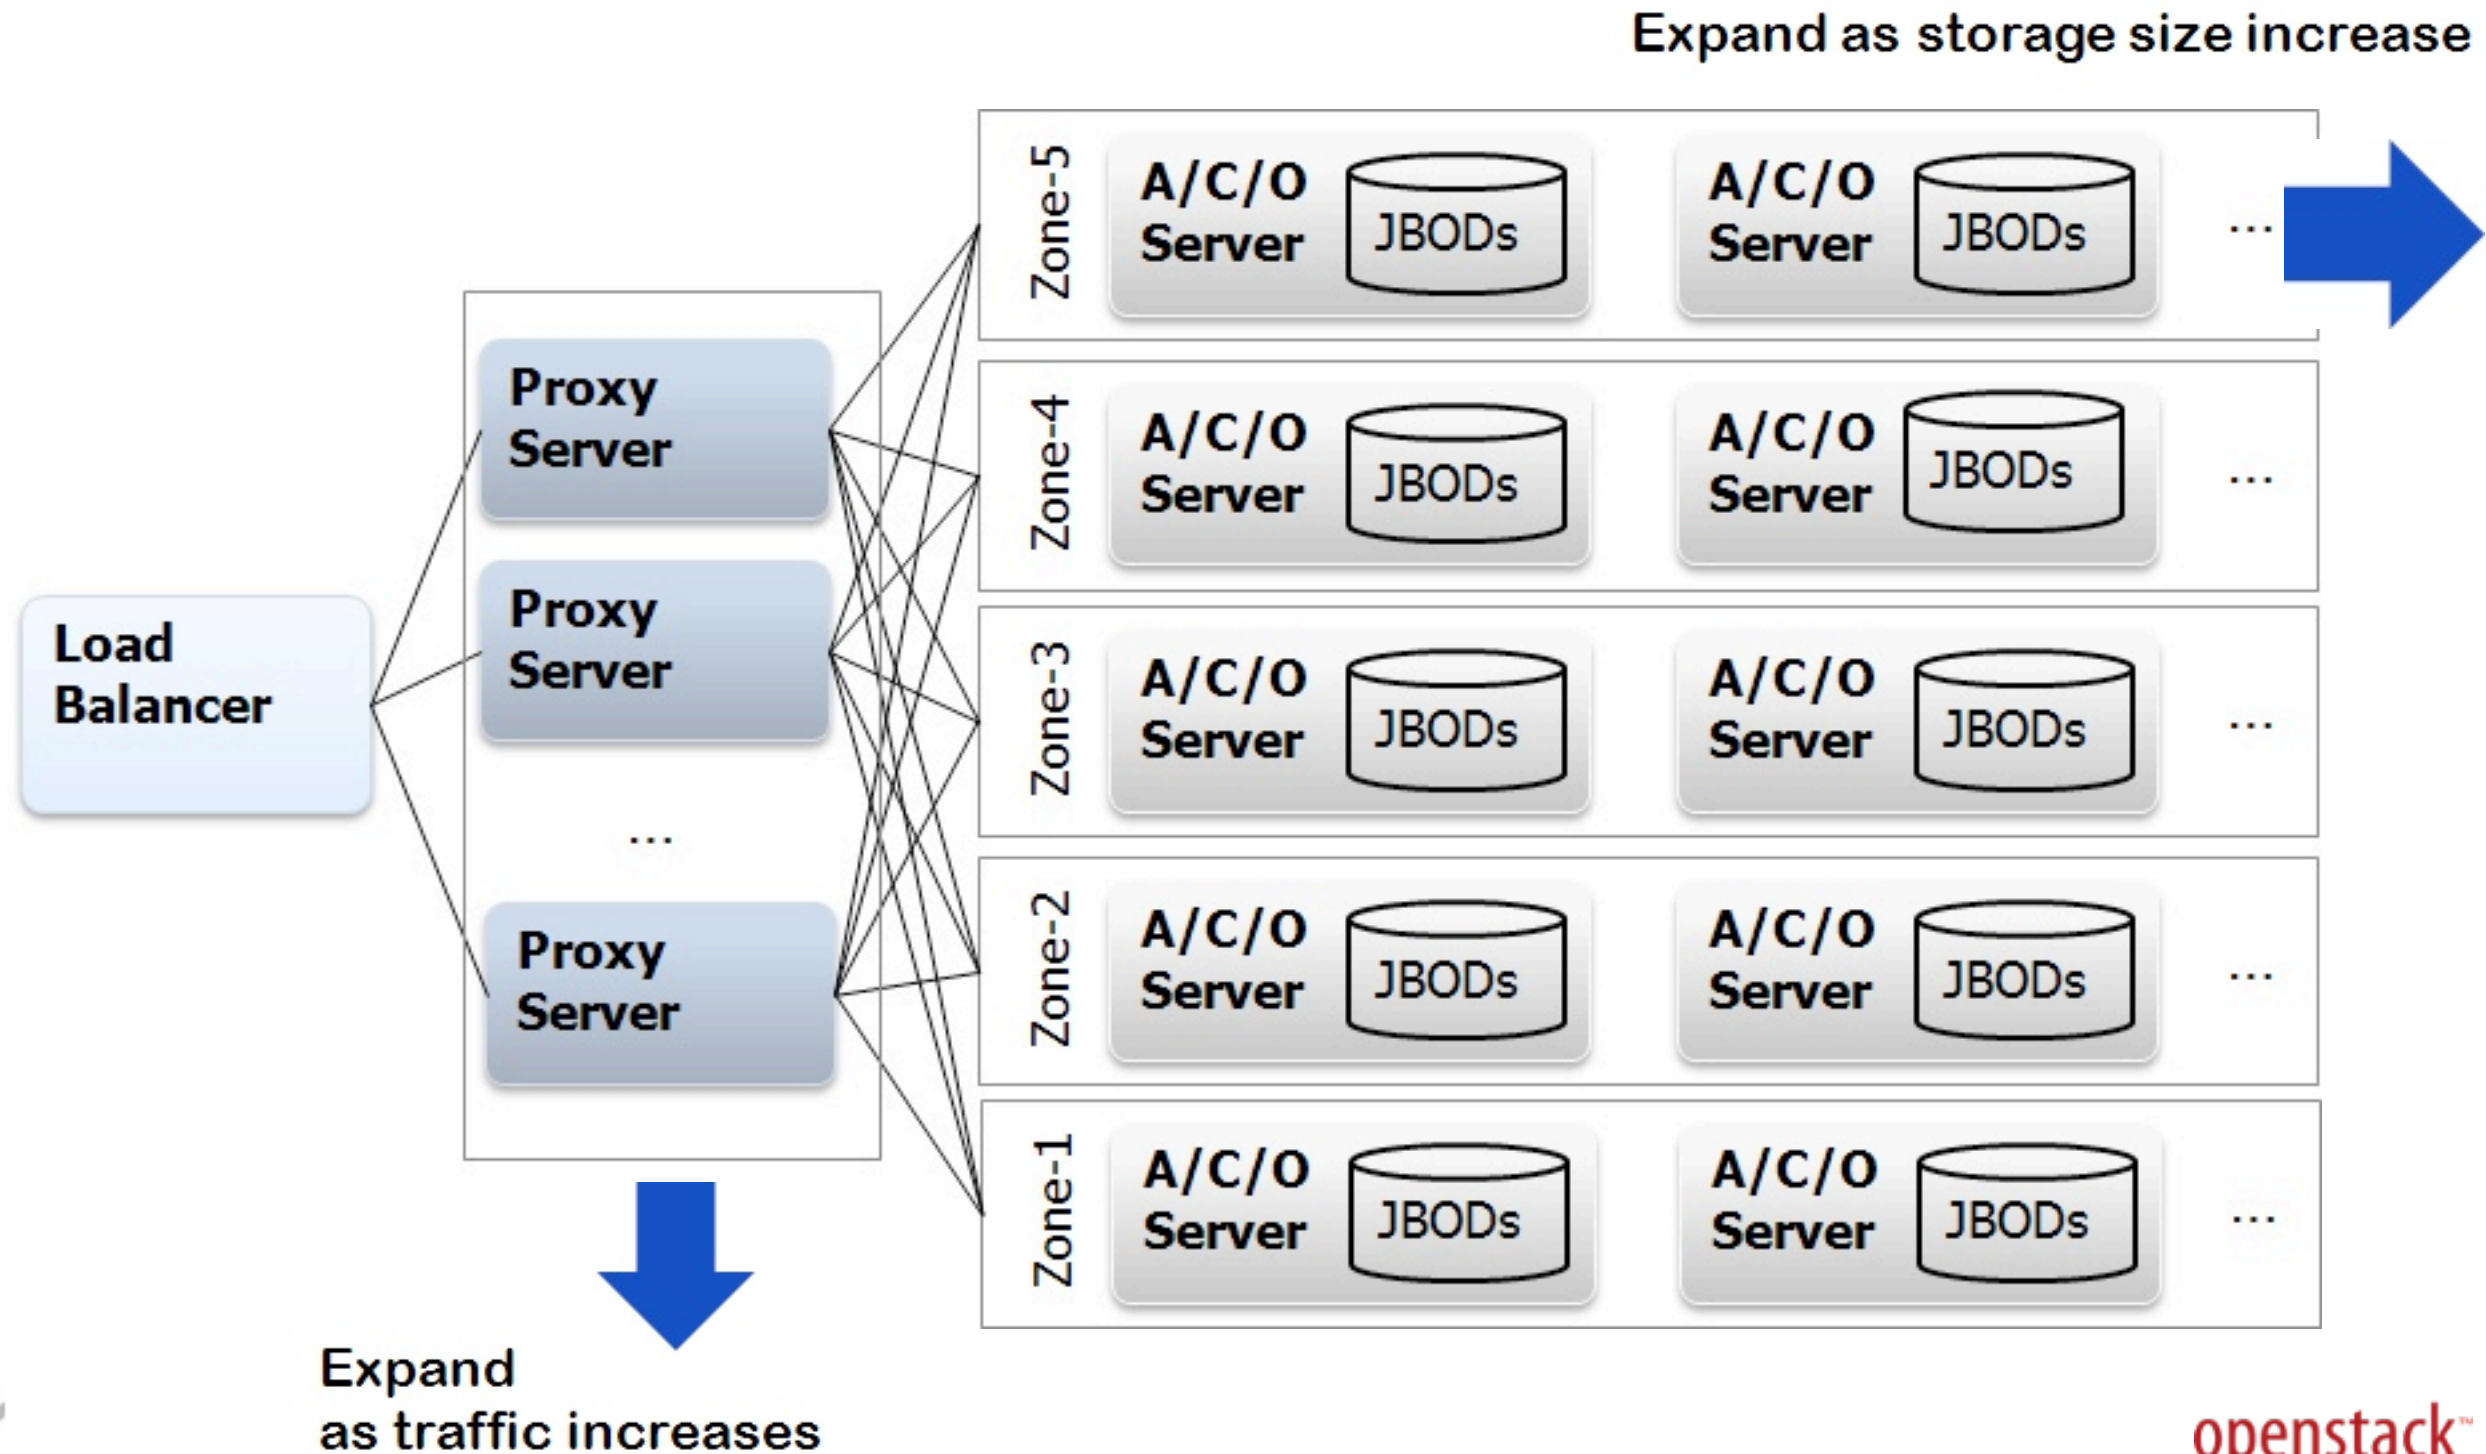 Expand as storage size increase
Zone-5
A/C/O
Server
JBODs
A/C/O
Server
JBODs
...
Proxy
Server
Zone-4
A/C/O
Server
JBODs
A/C/O
Server
JBODs
...
Proxy
Server
Load
Balancer
Zone-3
A/C/O
Server
JBODs
A/C/O
Server
JBODs
...
...
Proxy
Server
Zone-2
A/C/O
Server
JBODs
A/C/O
Server
JBODs
...
Zone-1
A/C/O
Server
JBODs
A/C/O
Server
JBODs
...
Expand
as traffic increases
openstack™